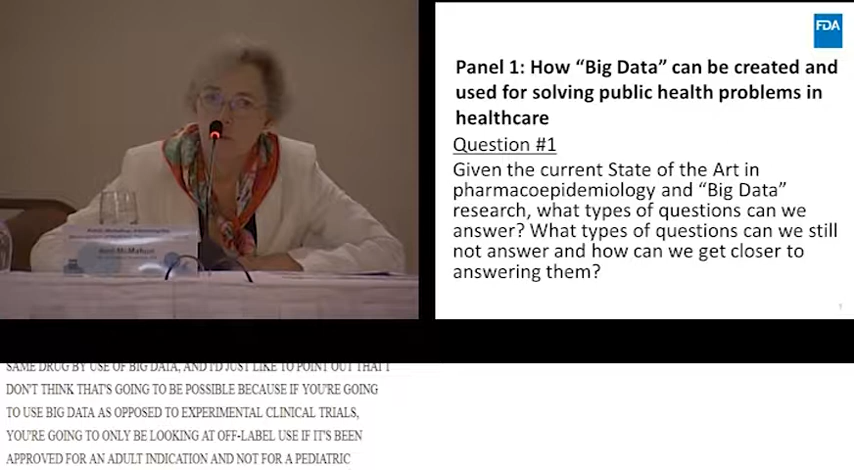 FDA
Panel 1: How “Big Data” can be created and
used for solving public health problems in
healthcare
Question #1
Given the current State of the Art in
pharmacoepidemiology and “Big Data”
research, what types of questions can we
answer? What types of questions can we still
not answer and how can we get closer to
answering them?
1
McMahon
SAME DRUG BY USE OF BIG DATA, AND I'D JUST LIKE TO POINT OUT THAT I
DON'T THINK THAT'S GOING TO BE POSSIBLE BECAUSE IF YOU'RE GOING
TO USE BIG DATA AS OPPOSED TO EXPERIMENTAL CLINICAL TRIALS,
YOU'RE GOING TO ONLY BE LOOKING AT OFF-LABEL USE IF IT'S BEEN
APPROVED FOR AN ADULT INDICATION AND NOT FOR A PEDIATRIC